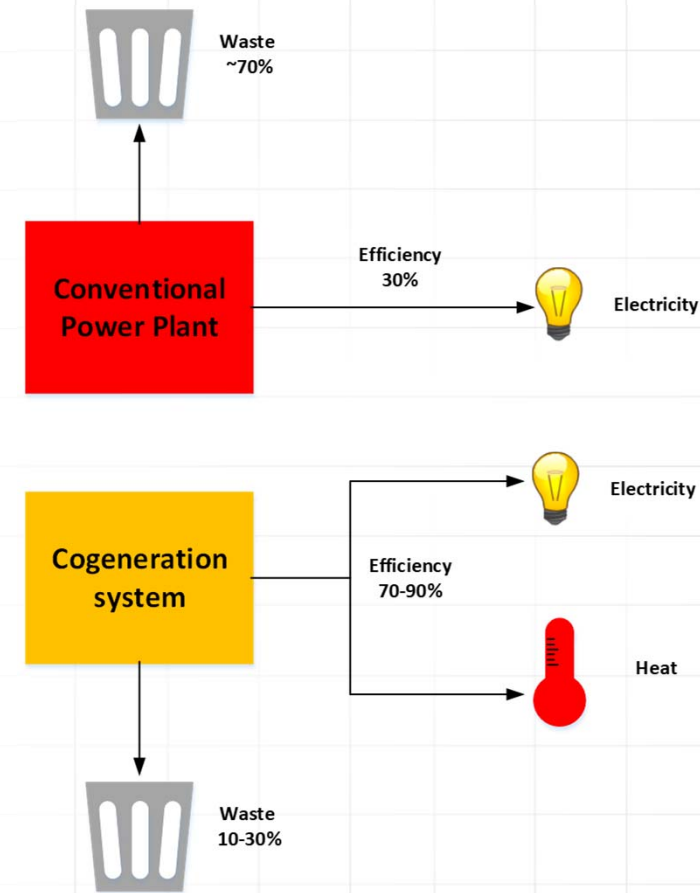 Waste
~70%
Conventional
Power Plant
Efficiency
30%
Electricity
Cogeneration
system
Efficiency
70-90%
Electricity
Heat
Waste
10-30%